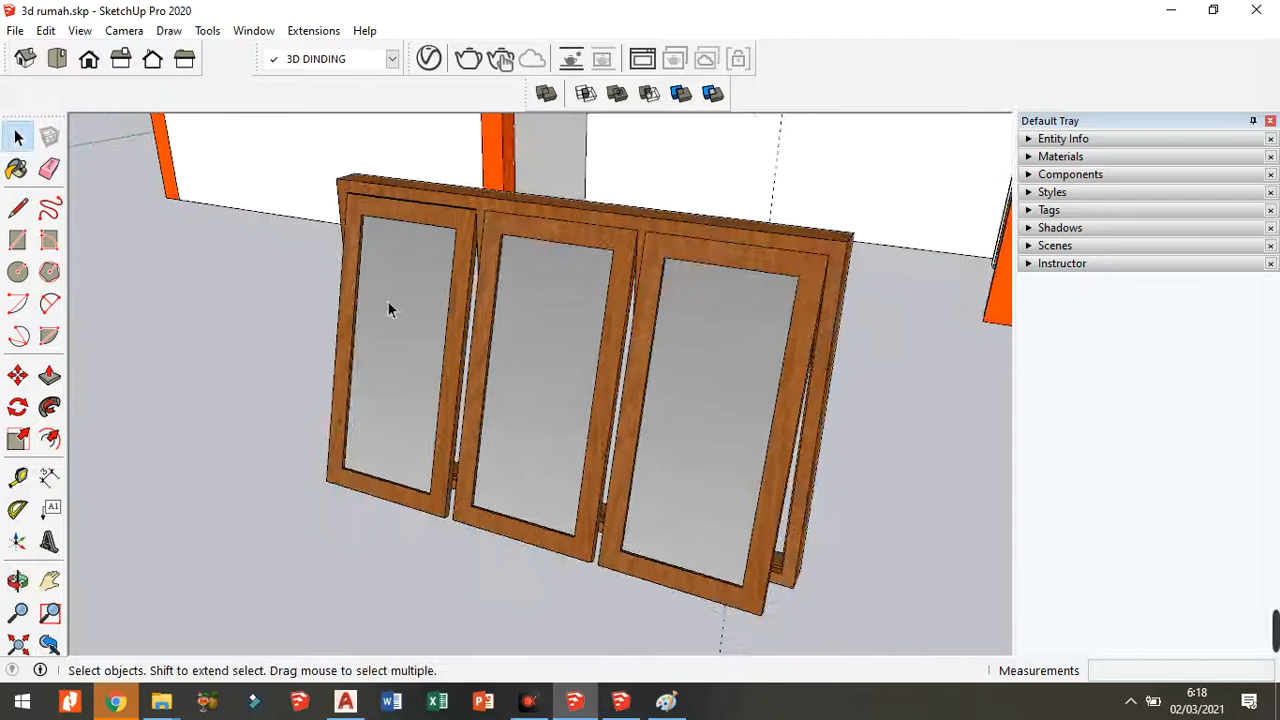 3d rumah.skp - SketchUp Pro 2020
File Edit View Camera Draw Tools Window Extensions Help
✓ 3D DINDING
Default Tray
Entity Info
Materials
Components
Styles
Tags
Shadows
Scenes
Instructor
A1
Select objects. Shift to extend select. Drag mouse to select multiple.
Measurements
6:18
02/03/2021